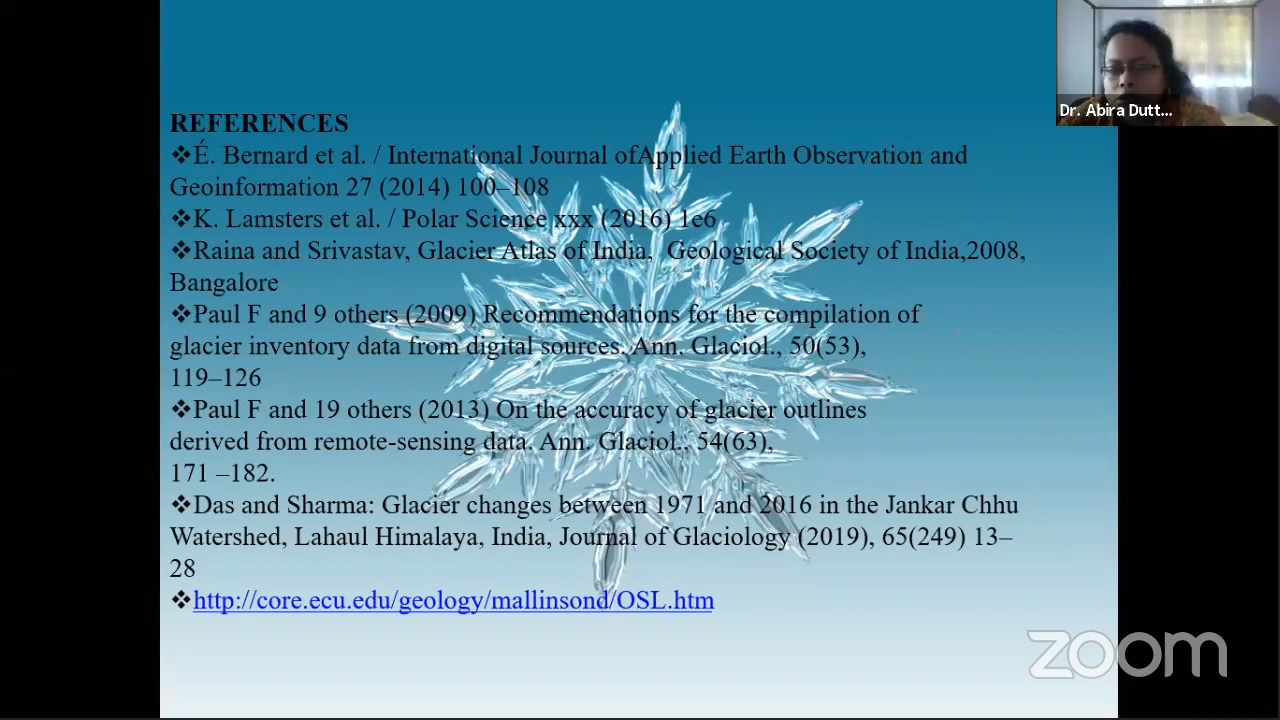 REFERENCES
❖É. Bernard et al. / International Journal ofApplied Earth Observation and
Geoinformation 27 (2014) 100–108
❖K. Lamsters et al. / Polar Science xxx (2016) 1e6
❖Raina and Srivastav, Glacier Atlas of India, Geological Society of India,2008,
Bangalore
❖Paul F and 9 others (2009) Recommendations for the compilation of
glacier inventory data from digital sources. Ann. Glaciol., 50(53),
119–126
❖Paul F and 19 others (2013) On the accuracy of glacier outlines
derived from remote-sensing data. Ann. Glaciol., 54(63),
171 –182.
❖Das and Sharma: Glacier changes between 1971 and 2016 in the Jankar Chhu
Watershed, Lahaul Himalaya, India, Journal of Glaciology (2019), 65(249) 13–
28
❖http://core.ecu.edu/geology/mallinsond/OSL.htm
Dr. Abira Dutt...
zoom